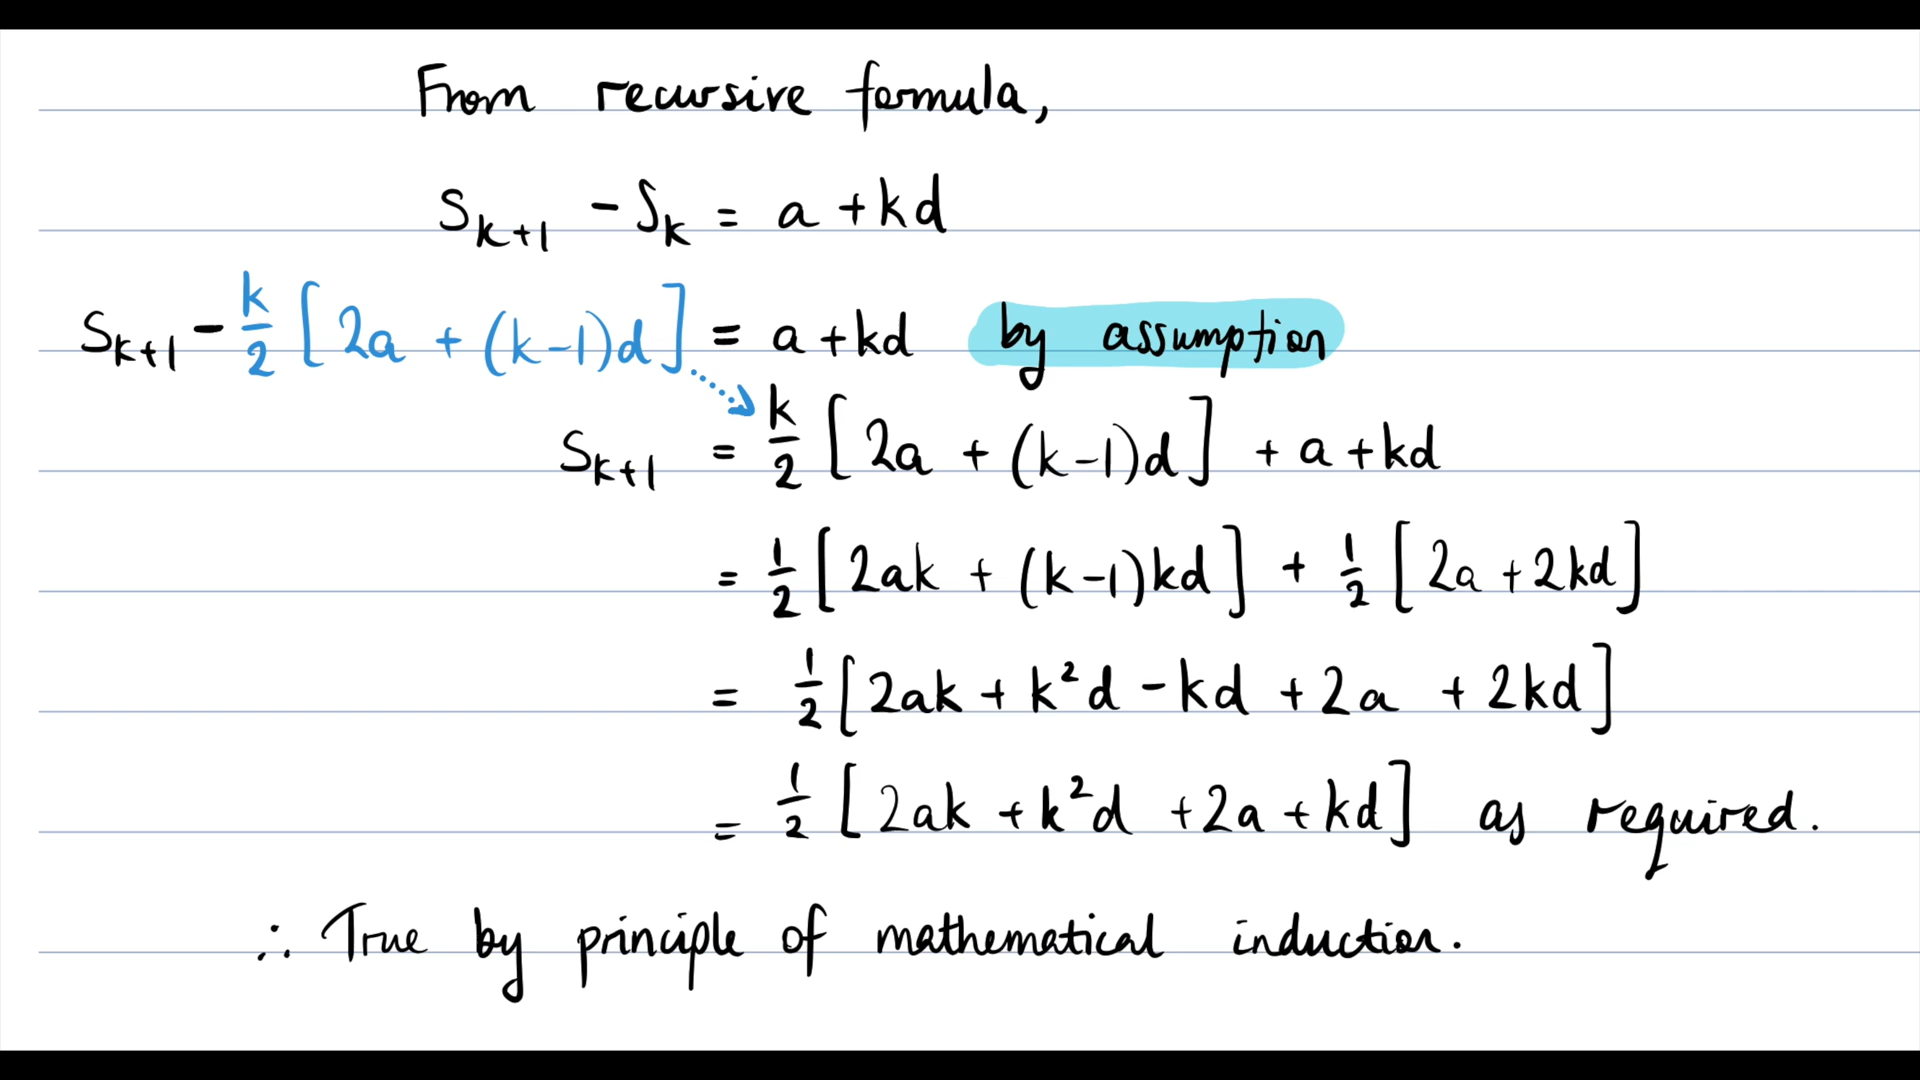 From recursive formula,
S_{k+1} - S_k = a + kd
S_{k+1} - k/2 [2a + (k-1)d] = a + kd by assumption
S_{k+1} = k/2 [2a + (k-1)d] + a + kd
= 1/2 [2ak + (k-1)kd] + 1/2 [2a + 2kd]
= 1/2 [2ak + k²d - kd + 2a + 2kd]
= 1/2 [2ak + k²d + 2a + kd] as required.
∴ True by principle of mathematical induction.